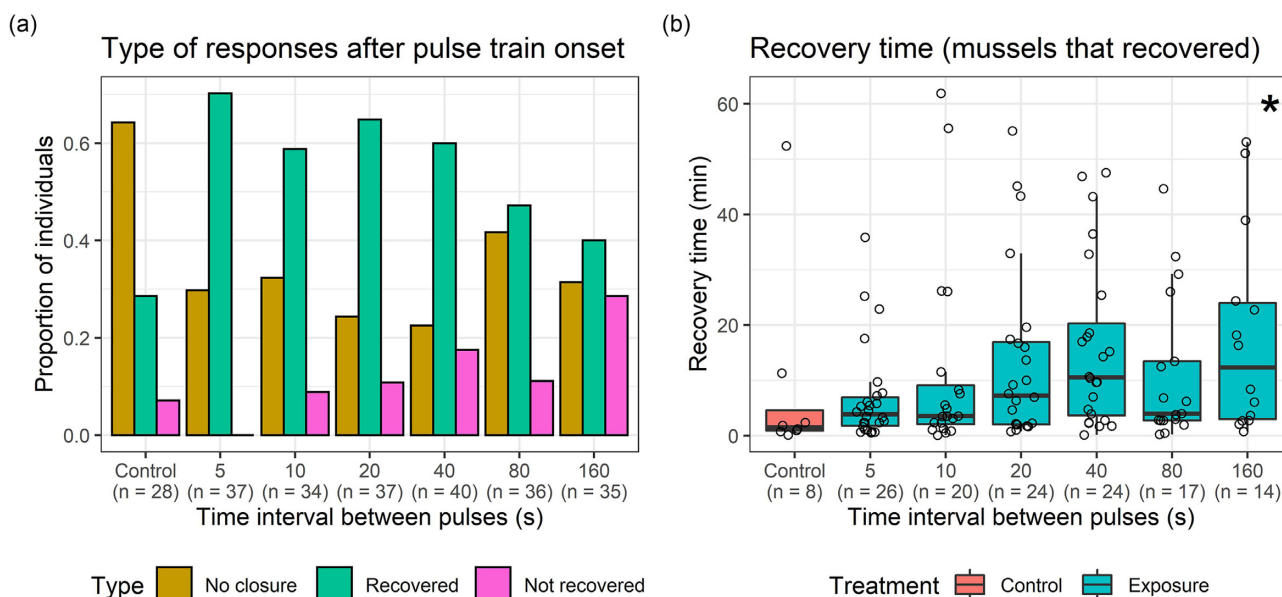 (a)
Type of responses after pulse train onset
Proportion of individuals
0.6
0.4
0.2
0.0
Control 5 10 20 40 80 160
(n = 28) (n = 37) (n = 34) (n = 37) (n = 40) (n = 36) (n = 35)
Time interval between pulses (s)
Type No closure Recovered Not recovered
(b)
Recovery time (mussels that recovered)
*
Recovery time (min)
60
40
20
0
Control 5 10 20 40 80 160
(n = 8) (n = 26) (n = 20) (n = 24) (n = 24) (n = 17) (n = 14)
Time interval between pulses (s)
Treatment Control Exposure